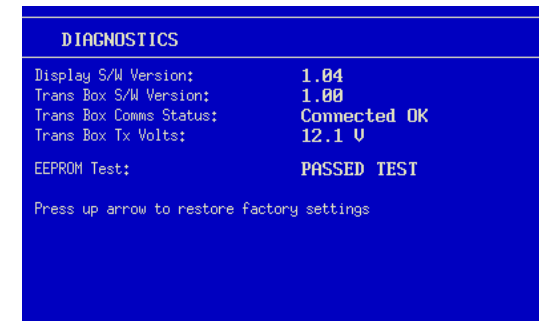 DIAGNOSTICS
Display S/W Version: 1.04
Trans Box S/W Version: 1.00
Trans Box Comms Status: Connected OK
Trans Box Tx Volts: 12.1 V
EEPROM Test: PASSED TEST
Press up arrow to restore factory settings